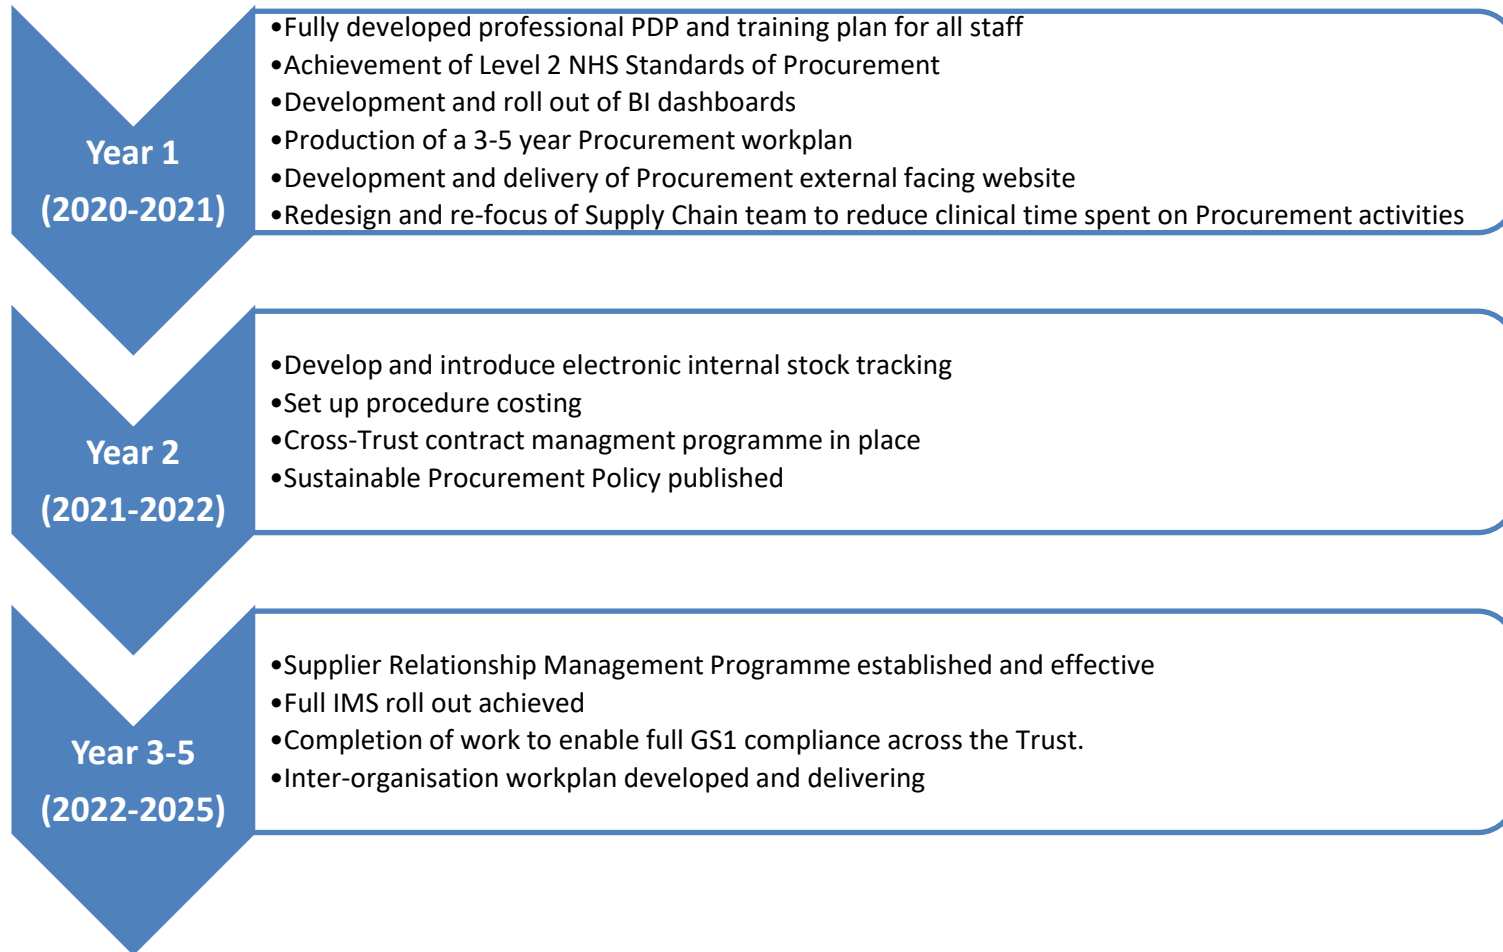 Year 1
(2020-2021)
•Fully developed professional PDP and training plan for all staff
•Achievement of Level 2 NHS Standards of Procurement
•Development and roll out of BI dashboards
•Production of a 3-5 year Procurement workplan
•Development and delivery of Procurement external facing website
•Redesign and re-focus of Supply Chain team to reduce clinical time spent on Procurement activities
Year 2
(2021-2022)
•Develop and introduce electronic internal stock tracking
•Set up procedure costing
•Cross-Trust contract managment programme in place
•Sustainable Procurement Policy published
Year 3-5
(2022-2025)
•Supplier Relationship Management Programme established and effective
•Full IMS roll out achieved
•Completion of work to enable full GS1 compliance across the Trust.
•Inter-organisation workplan developed and delivering